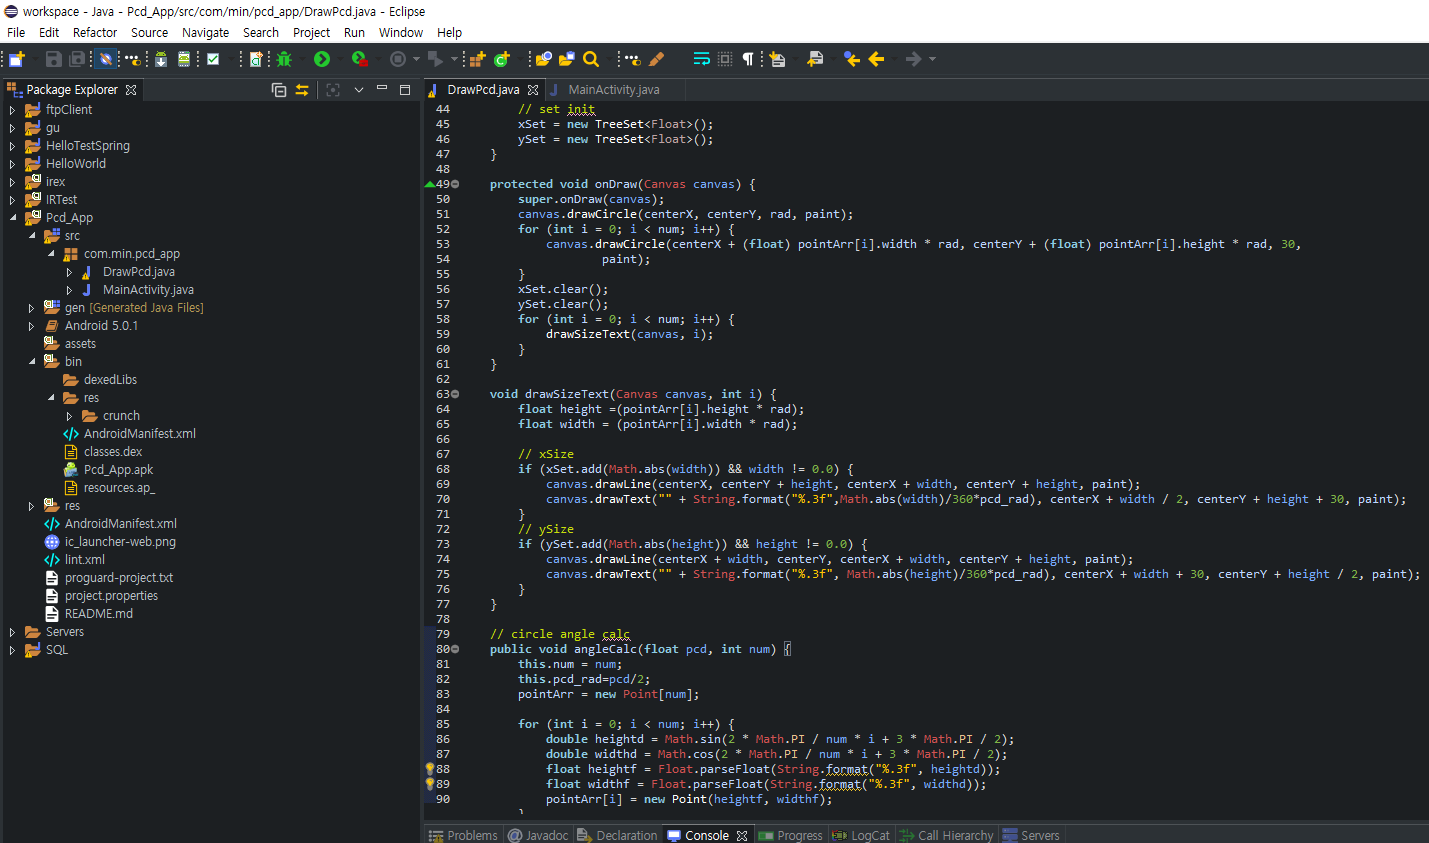 workspace - Java - Pcd_App/src/com/min/pcd_app/DrawPcd.java - Eclipse
File Edit Refactor Source Navigate Search Project Run Window Help
Package Explorer
ftpClient
gu
HelloTestSpring
HelloWorld
irex
IRTest
Pcd_App
src
com.min.pcd_app
DrawPcd.java
MainActivity.java
gen [Generated Java Files]
Android 5.0.1
assets
bin
dexedLibs
res
crunch
AndroidManifest.xml
classes.dex
Pcd_App.apk
resources.ap_
res
AndroidManifest.xml
ic_launcher-web.png
lint.xml
proguard-project.txt
project.properties
README.md
Servers
SQL
DrawPcd.java MainActivity.java
44 // set init
45 xSet = new TreeSet<Float>();
46 ySet = new TreeSet<Float>();
47 }
48
49 protected void onDraw(Canvas canvas) {
50 super.onDraw(canvas);
51 canvas.drawCircle(centerX, centerY, rad, paint);
52 for (int i = 0; i < num; i++) {
53 canvas.drawCircle(centerX + (float) pointArr[i].width * rad, centerY + (float) pointArr[i].height * rad, 30,
54 paint);
55 }
56 xSet.clear();
57 ySet.clear();
58 for (int i = 0; i < num; i++) {
59 drawSizeText(canvas, i);
60 }
61 }
62
63 void drawSizeText(Canvas canvas, int i) {
64 float height =(pointArr[i].height * rad);
65 float width = (pointArr[i].width * rad);
66
67 // xSize
68 if (xSet.add(Math.abs(width)) && width != 0.0) {
69 canvas.drawLine(centerX, centerY + height, centerX + width, centerY + height, paint);
70 canvas.drawText("" + String.format("%.3f",Math.abs(width)/360*pcd_rad), centerX + width / 2, centerY + height + 30, paint);
71 }
72 // ySize
73 if (ySet.add(Math.abs(height)) && height != 0.0) {
74 canvas.drawLine(centerX + width, centerY, centerX + width, centerY + height, paint);
75 canvas.drawText("" + String.format("%.3f", Math.abs(height)/360*pcd_rad), centerX + width + 30, centerY + height / 2, paint);
76 }
77 }
78
79 // circle angle calc
80 public void angleCalc(float pcd, int num) {
81 this.num = num;
82 this.pcd_rad=pcd/2;
83 pointArr = new Point[num];
84
85 for (int i = 0; i < num; i++) {
86 double heightd = Math.sin(2 * Math.PI / num * i + 3 * Math.PI / 2);
87 double widthd = Math.cos(2 * Math.PI / num * i + 3 * Math.PI / 2);
88 float heightf = Float.parseFloat(String.format("%.3f", heightd));
89 float widthf = Float.parseFloat(String.format("%.3f", widthd));
90 pointArr[i] = new Point(heightf, widthf);
}
Problems @ Javadoc Declaration Console Progress LogCat Call Hierarchy Servers